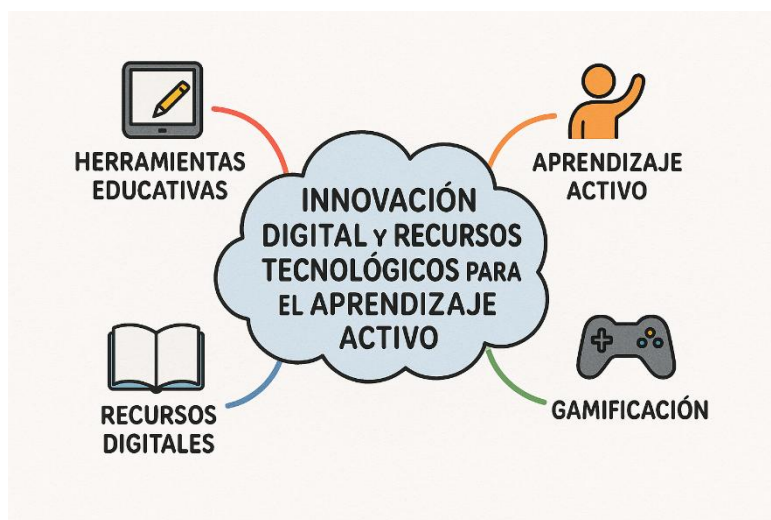 HERRAMIENTAS
EDUCATIVAS
APRENDIZAJE
ACTIVO
INNOVACIÓN
DIGITAL Y RECURSOS
TECNOLÓGICOS PARA
EL APRENDIZAJE
ACTIVO
RECURSOS
DIGITALES
GAMIFICACIÓN